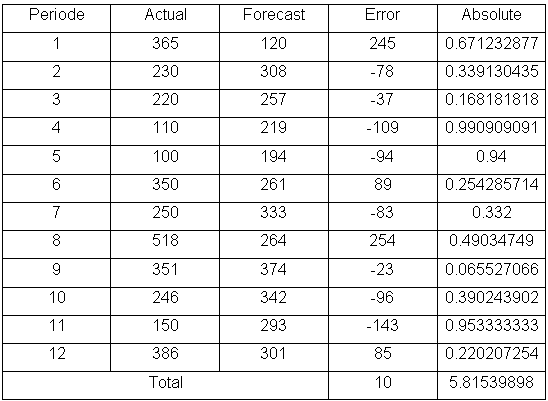 Periode Actual Forecast Error Absolute
1 365 120 245 0.671232877
2 230 308 -78 0.339130435
3 220 257 -37 0.168181818
4 110 219 -109 0.990909091
5 100 194 -94 0.94
6 350 261 89 0.254285714
7 250 333 -83 0.332
8 518 264 254 0.49034749
9 351 374 -23 0.065527066
10 246 342 -96 0.390243902
11 150 293 -143 0.953333333
12 386 301 85 0.220207254
Total 10 5.81539898